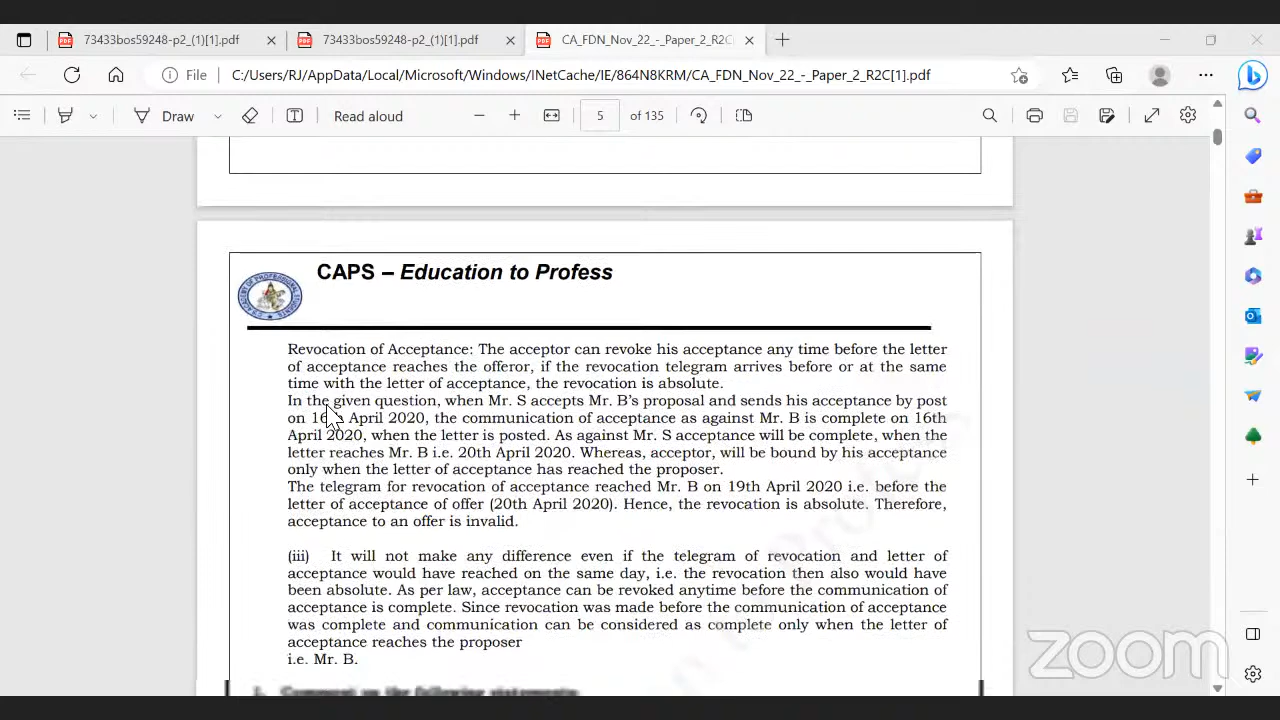 73433bos59248-p2_(1)[1].pdf
73433bos59248-p2_(1)[1].pdf
CA_FDN_Nov_22_-_Paper_2_R2C
File
C:/Users/RJ/AppData/Local/Microsoft/Windows/INetCache/IE/864N8KRM/CA_FDN_Nov_22_-_Paper_2_R2C[1].pdf
Draw
Read aloud
5
of 135
CAPS – Education to Profess
Revocation of Acceptance: The acceptor can revoke his acceptance any time before the letter
of acceptance reaches the offeror, if the revocation telegram arrives before or at the same
time with the letter of acceptance, the revocation is absolute.
In the given question, when Mr. S accepts Mr. B's proposal and sends his acceptance by post
on 16th April 2020, the communication of acceptance as against Mr. B is complete on 16th
April 2020, when the letter is posted. As against Mr. S acceptance will be complete, when the
letter reaches Mr. B i.e. 20th April 2020. Whereas, acceptor, will be bound by his acceptance
only when the letter of acceptance has reached the proposer.
The telegram for revocation of acceptance reached Mr. B on 19th April 2020 i.e. before the
letter of acceptance of offer (20th April 2020). Hence, the revocation is absolute. Therefore,
acceptance to an offer is invalid.
(iii) It will not make any difference even if the telegram of revocation and letter of
acceptance would have reached on the same day, i.e. the revocation then also would have
been absolute. As per law, acceptance can be revoked anytime before the communication of
acceptance is complete. Since revocation was made before the communication of acceptance
was complete and communication can be considered as complete only when the letter of
acceptance reaches the proposer
i.e. Mr. B.
zoom